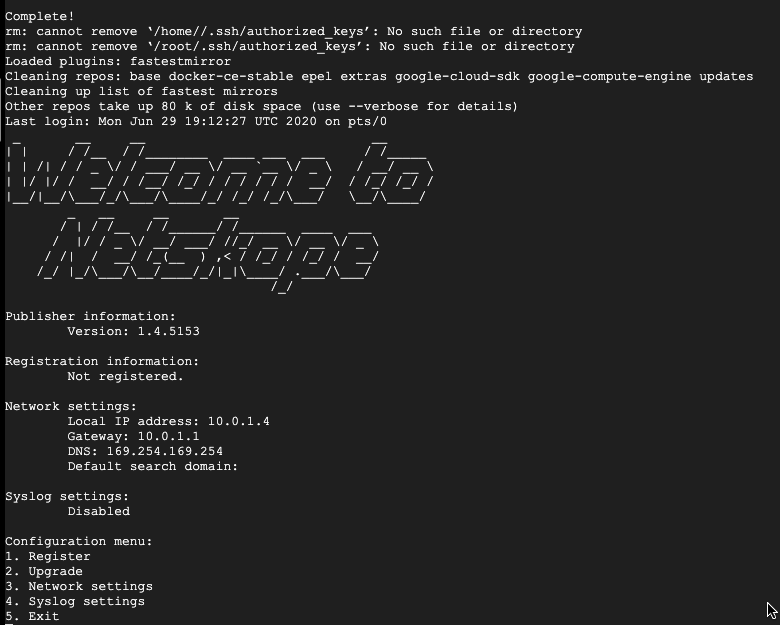 Complete!
rm: cannot remove ‘/home//.ssh/authorized_keys’: No such file or directory
rm: cannot remove ‘/root/.ssh/authorized_keys’: No such file or directory
Loaded plugins: fastestmirror
Cleaning repos: base docker-ce-stable epel extras google-cloud-sdk google-compute-engine updates
Cleaning up list of fastest mirrors
Other repos take up 80 k of disk space (use --verbose for details)
Last login: Mon Jun 29 19:12:27 UTC 2020 on pts/0
Welcome to
Netskope
Publisher information:
Version: 1.4.5153
Registration information:
Not registered.
Network settings:
Local IP address: 10.0.1.4
Gateway: 10.0.1.1
DNS: 169.254.169.254
Default search domain:
Syslog settings:
Disabled
Configuration menu:
1. Register
2. Upgrade
3. Network settings
4. Syslog settings
5. Exit